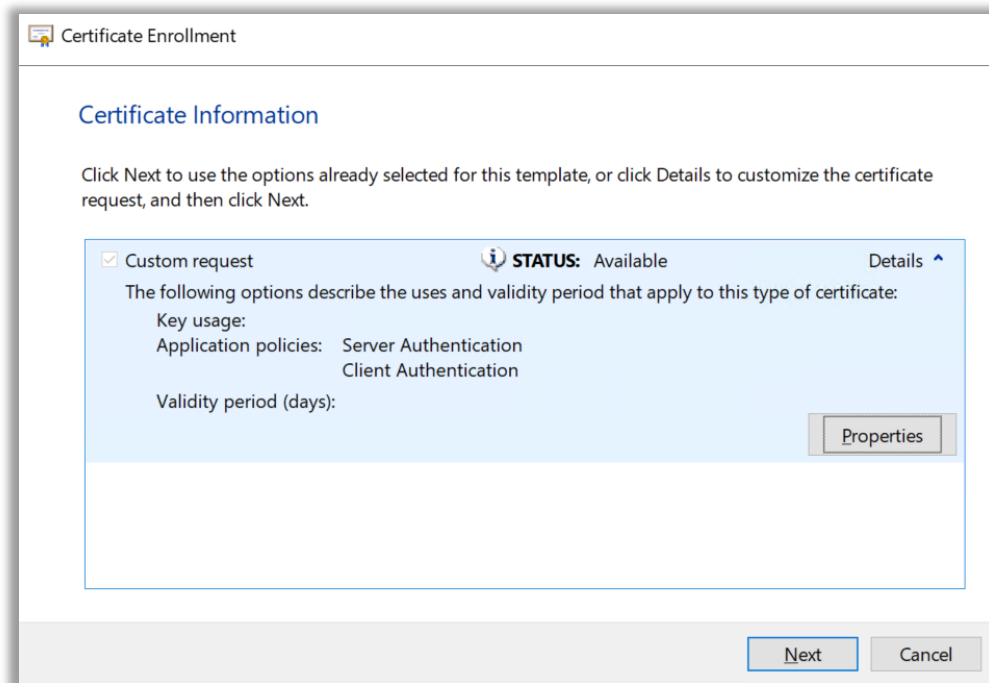 Certificate Enrollment
Certificate Information
Click Next to use the options already selected for this template, or click Details to customize the certificate
request, and then click Next.
Custom request STATUS: Available Details
The following options describe the uses and validity period that apply to this type of certificate:
Key usage:
Application policies: Server Authentication
Client Authentication
Validity period (days):
Properties
Next Cancel